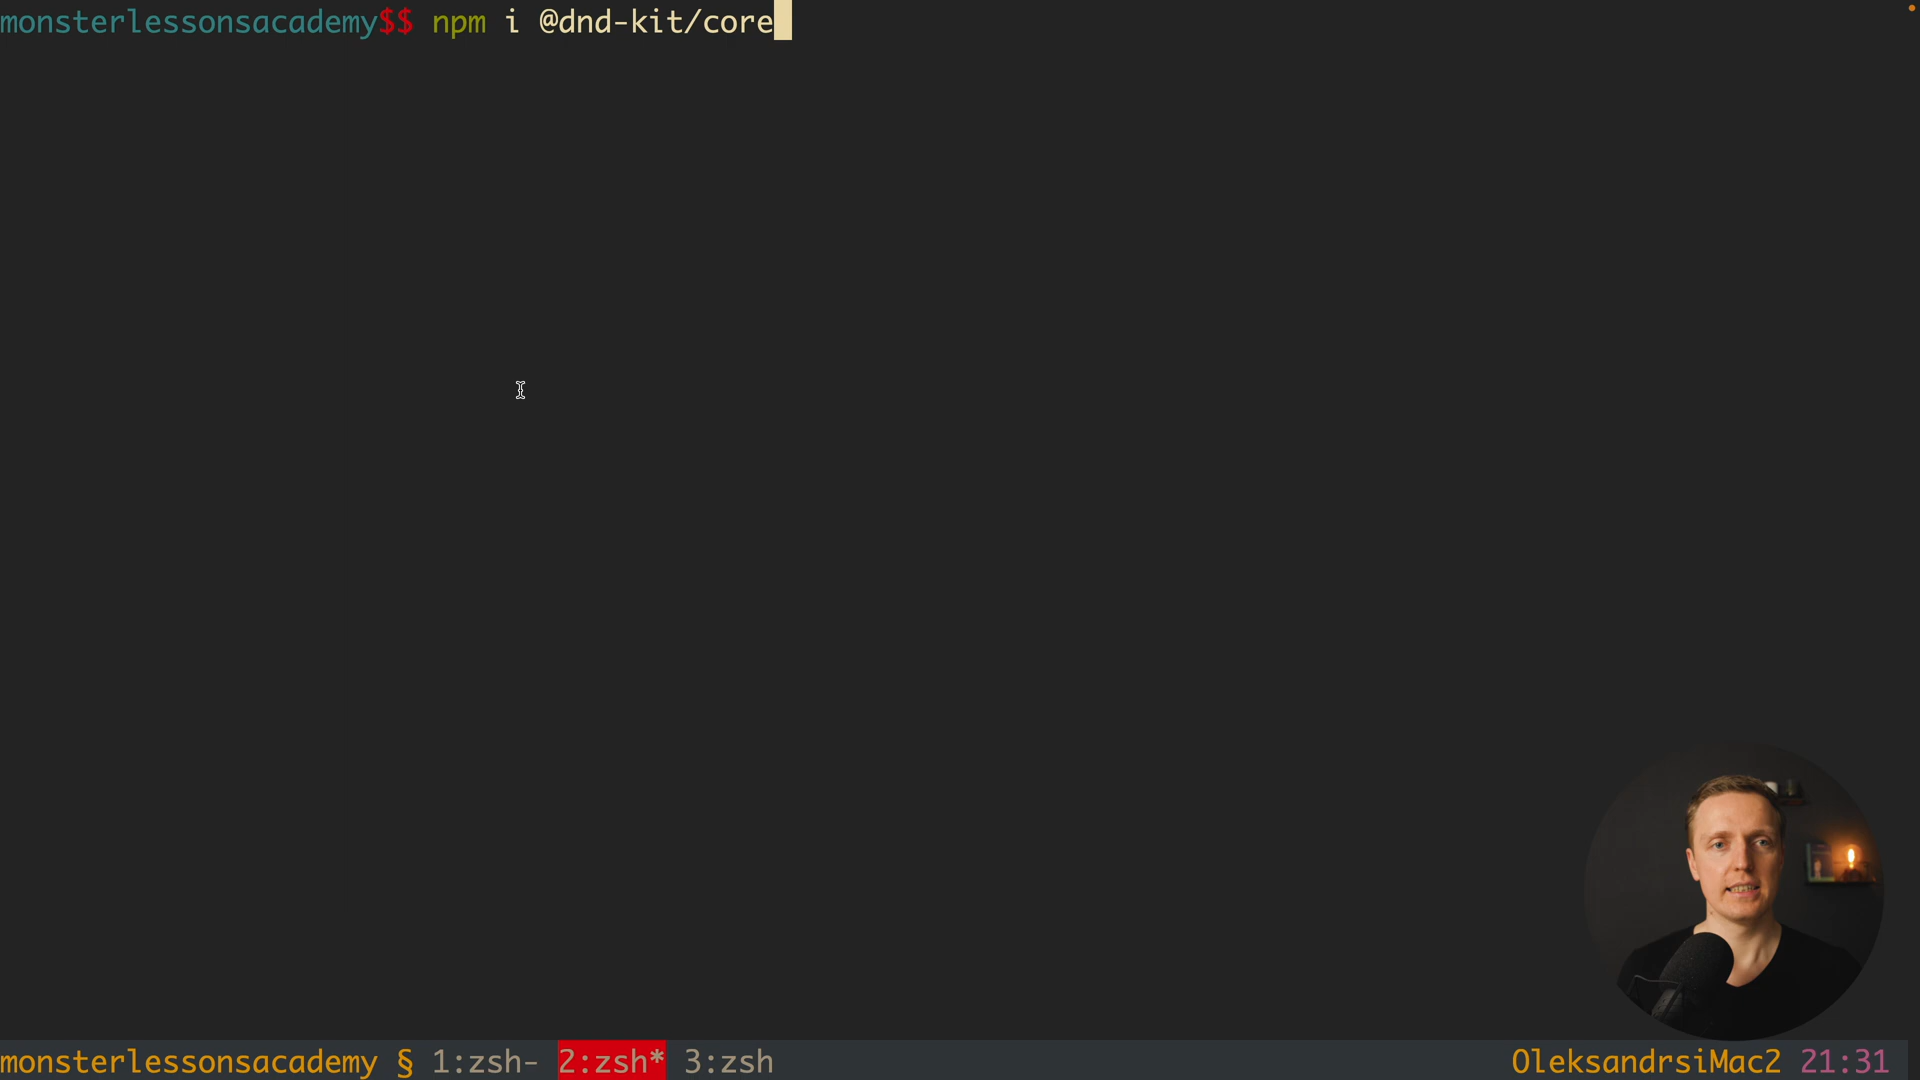 monsterlessonsacademy$$ npm i @dnd-kit/core
monsterlessonsacademy § 1:zsh- 2:zsh* 3:zsh OleksandrsiMac2 21:31